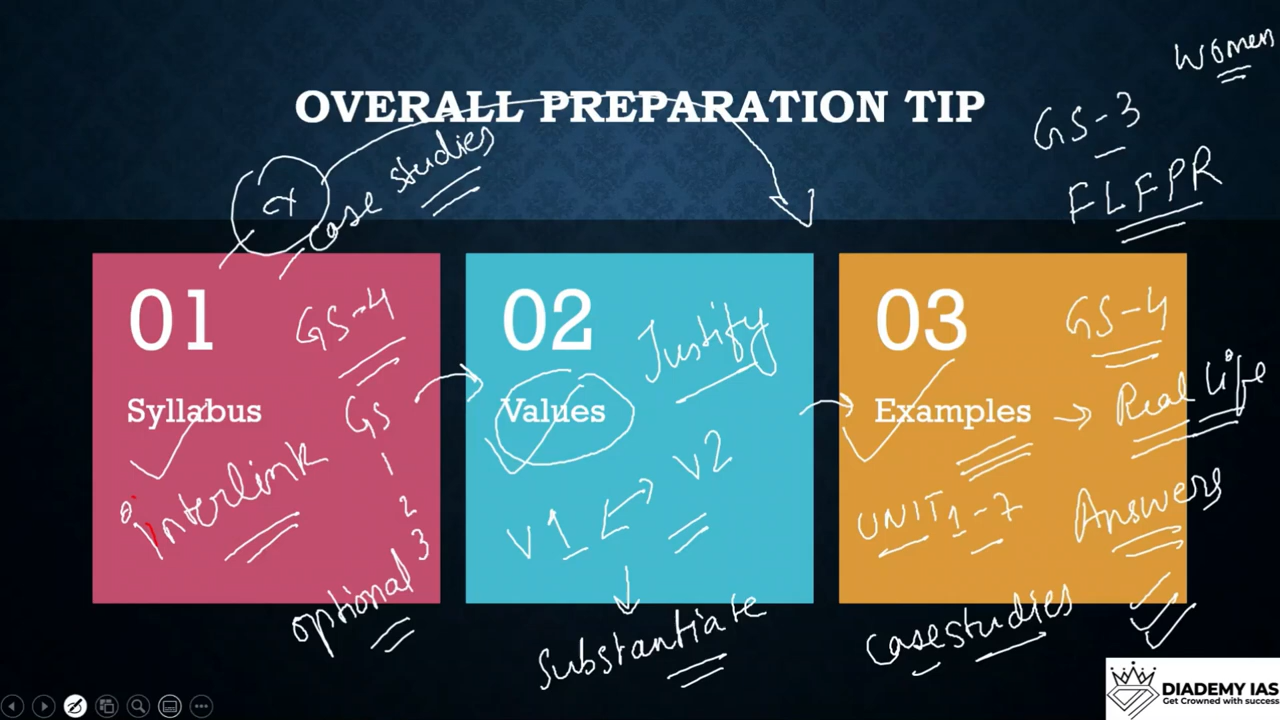 Women
OVERALL PREPARATION TIP
GS-3
FLFPR
case studies
01
GS-4
Syllabus
GS
1
2
3
interlink
optional
02
Justify
Values
V1
V2
Substantiate
03
GS-4
Examples
Real life
UNIT 1-7
Answers
Casestudies
DIADEMY IAS
Get Crowned with success